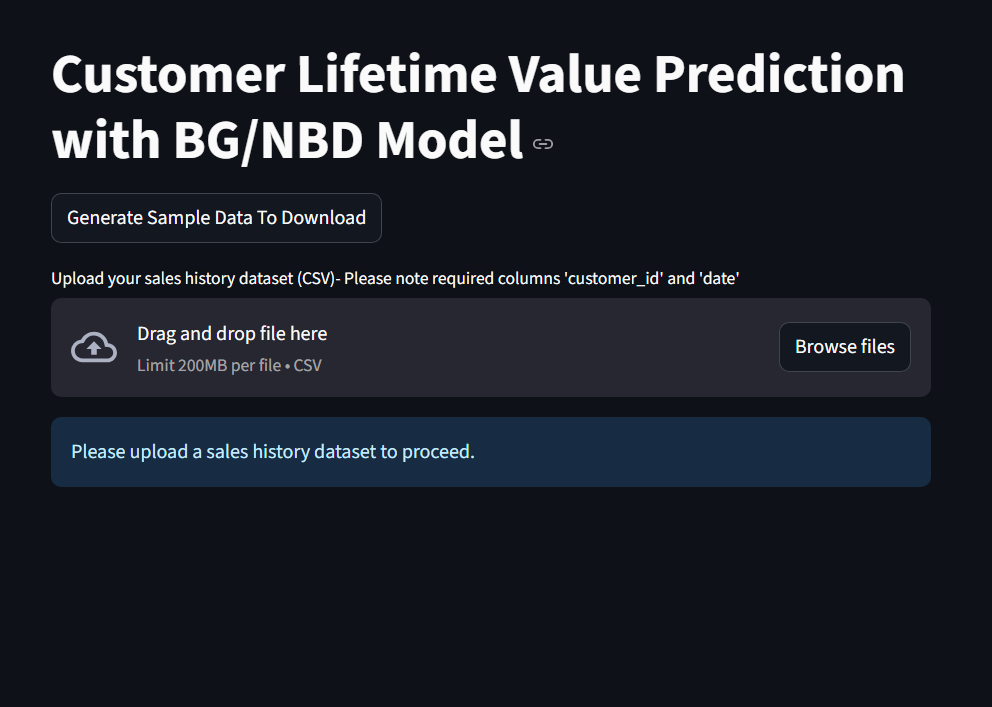 Customer Lifetime Value Prediction
with BG/NBD Model
Generate Sample Data To Download
Upload your sales history dataset (CSV)- Please note required columns 'customer_id' and 'date'
Drag and drop file here
Limit 200MB per file • CSV
Browse files
Please upload a sales history dataset to proceed.